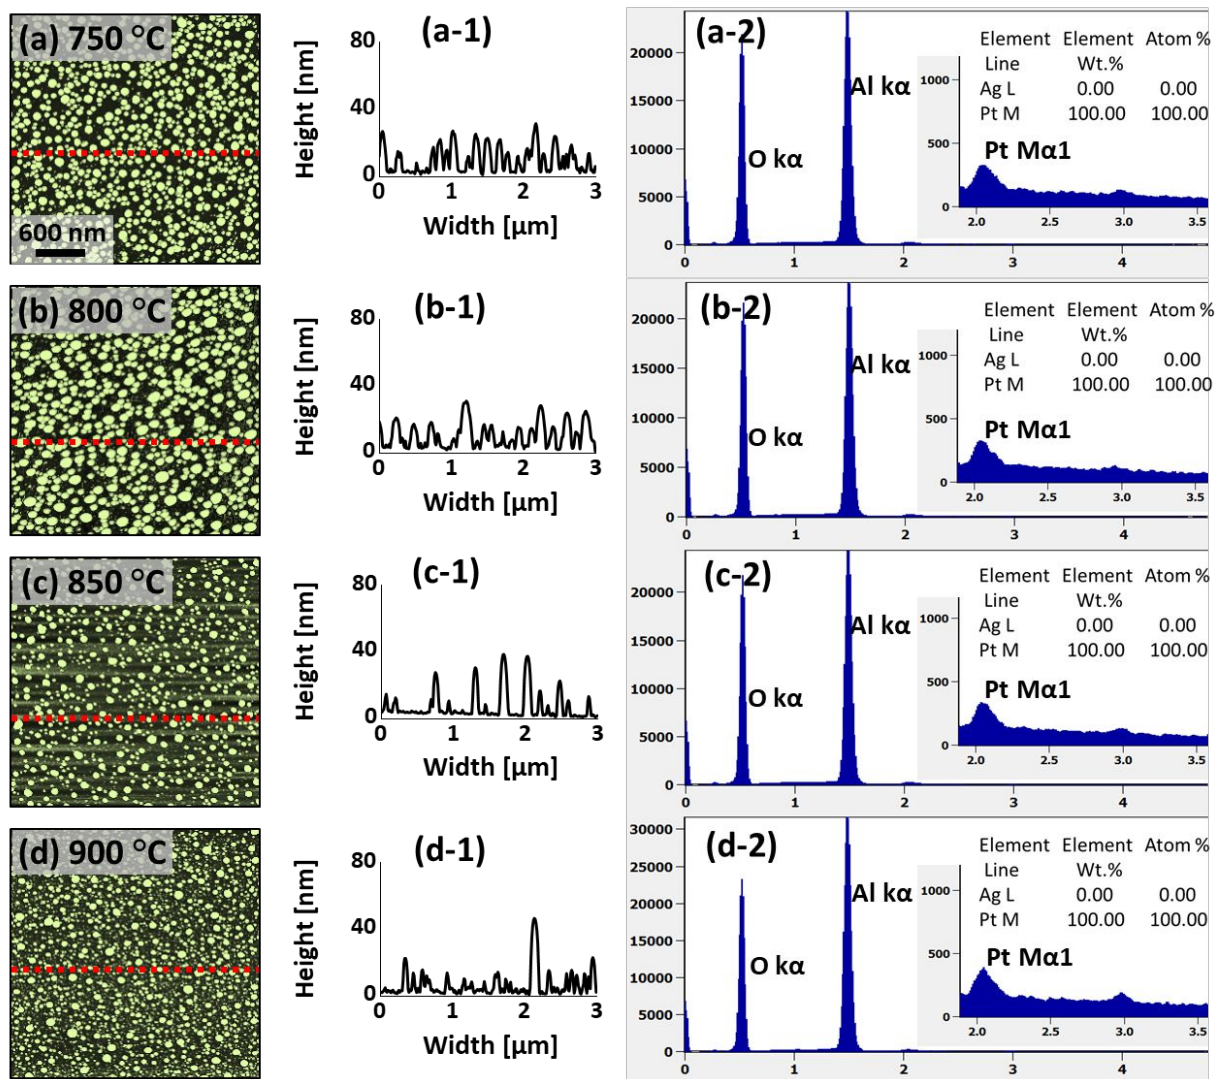 (a) 750 °C
600 nm
(a-1)
Height [nm]
80
40
0
0 1 2 3
Width [µm]
(a-2)
20000
15000
10000
5000
0
0 1 2 3 4
O kα
Al kα
Element Element Atom %
Line Wt.%
Ag L 0.00 0.00
Pt M 100.00 100.00
1000
500
0
Pt Mα1
2.0 2.5 3.0 3.5
(b) 800 °C
(b-1)
Height [nm]
80
40
0
0 1 2 3
Width [µm]
(b-2)
20000
15000
10000
5000
0
0 1 2 3 4
O kα
Al kα
Element Element Atom %
Line Wt.%
Ag L 0.00 0.00
Pt M 100.00 100.00
1000
500
0
Pt Mα1
2.0 2.5 3.0 3.5
(c) 850 °C
(c-1)
Height [nm]
80
40
0
0 1 2 3
Width [µm]
(c-2)
20000
15000
10000
5000
0
0 1 2 3 4
O kα
Al kα
Element Element Atom %
Line Wt.%
Ag L 0.00 0.00
Pt M 100.00 100.00
1000
500
0
Pt Mα1
2.0 2.5 3.0 3.5
(d) 900 °C
(d-1)
Height [nm]
80
40
0
0 1 2 3
Width [µm]
(d-2)
30000
25000
20000
15000
10000
5000
0
0 1 2 3 4
O kα
Al kα
Element Element Atom %
Line Wt.%
Ag L 0.00 0.00
Pt M 100.00 100.00
1000
500
0
Pt Mα1
2.0 2.5 3.0 3.5